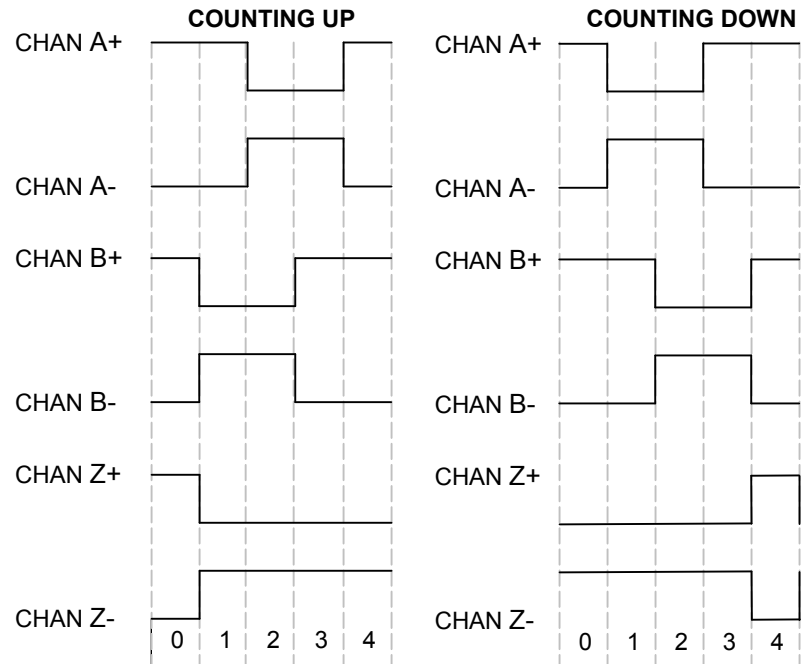 COUNTING UP
CHAN A+
CHAN A-
CHAN B+
CHAN B-
CHAN Z+
CHAN Z-
0 1 2 3 4
COUNTING DOWN
CHAN A+
CHAN A-
CHAN B+
CHAN B-
CHAN Z+
CHAN Z-
0 1 2 3 4